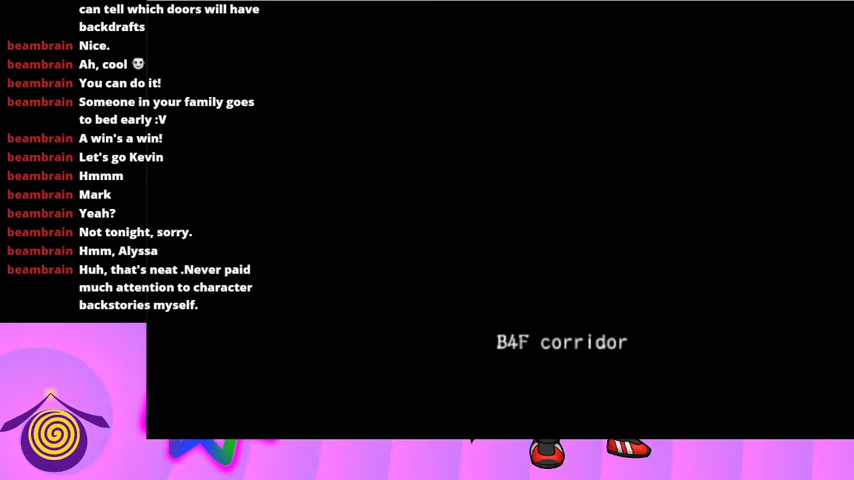 can tell which doors will have
backdrafts
beambrain Nice.
beambrain Ah, cool
beambrain You can do it!
beambrain Someone in your family goes
to bed early :V
beambrain A win's a win!
beambrain Let's go Kevin
beambrain Hmmm
beambrain Mark
beambrain Yeah?
beambrain Not tonight, sorry.
beambrain Hmm, Alyssa
beambrain Huh, that's neat .Never paid
much attention to character
backstories myself.
B4F corridor